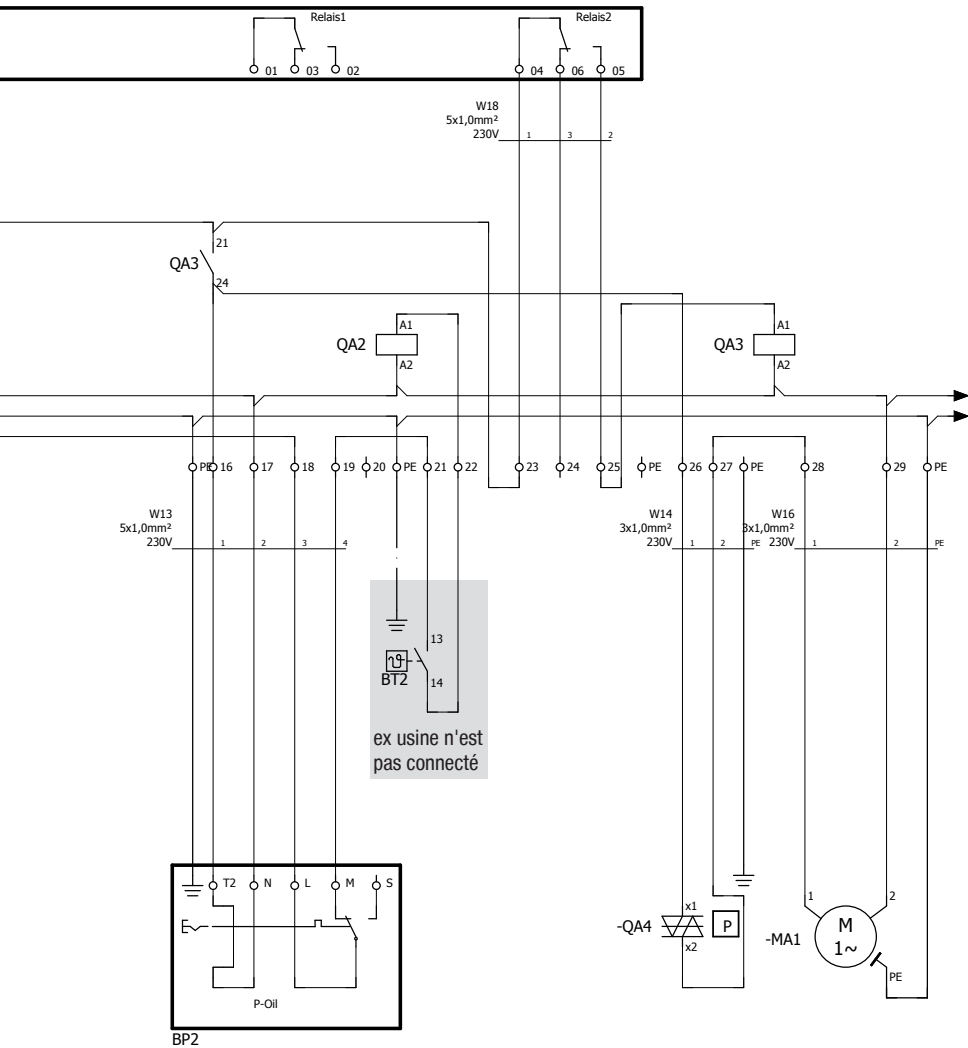 Relais1
Relais2
01 03 02
04 06 05
W18
5x1,0mm²
230V 1 3 2
21
QA3
24
A1
QA2
A2
A1
QA3
A2
PE 16 17 18 19 20 PE 21 22 23 24 25 PE 26 27 PE 28 29 PE
W13
5x1,0mm²
230V 1 2 3 4
W14
3x1,0mm²
230V 1 2 PE
W16
3x1,0mm²
230V 1 2 PE
13
ϑ
BT2
14
ex usine n'est
pas connecté
T2 N L M S
P-Oil
BP2
x1
-QA4
P
x2
1 2
M
1~
-MA1
PE